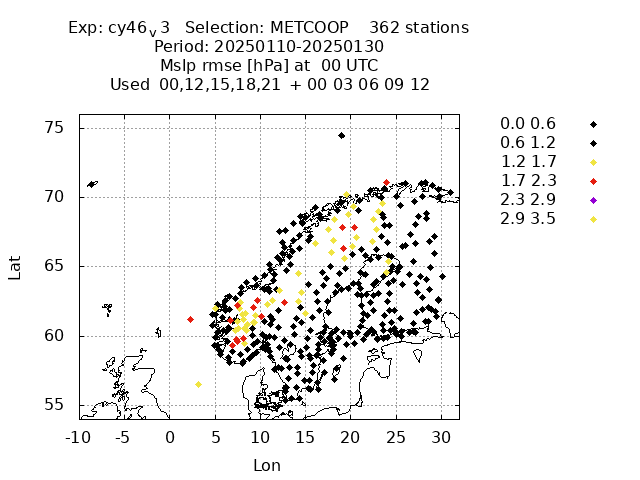 Exp: cy46v 3   Selection: METCOOP    362 stations
Period: 20250110-20250130
Mslp rmse [hPa] at  00 UTC
Used  00,12,15,18,21  + 00 03 06 09 12
0.0 0.6
0.6 1.2
1.2 1.7
1.7 2.3
2.3 2.9
2.9 3.5
75
70
65
60
55
Lat
-10 -5 0 5 10 15 20 25 30
Lon